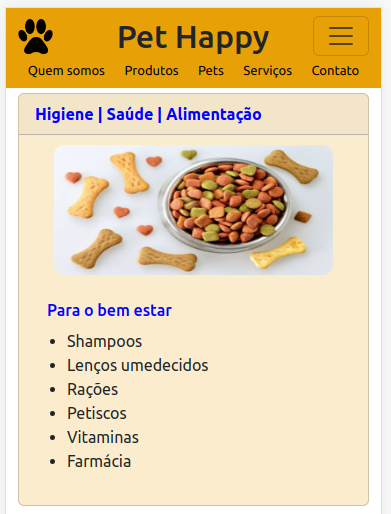 Pet Happy
Quem somos Produtos Pets Serviços Contato
Higiene | Saúde | Alimentação
Para o bem estar
Shampoos
Lenços umedecidos
Rações
Petiscos
Vitaminas
Farmácia